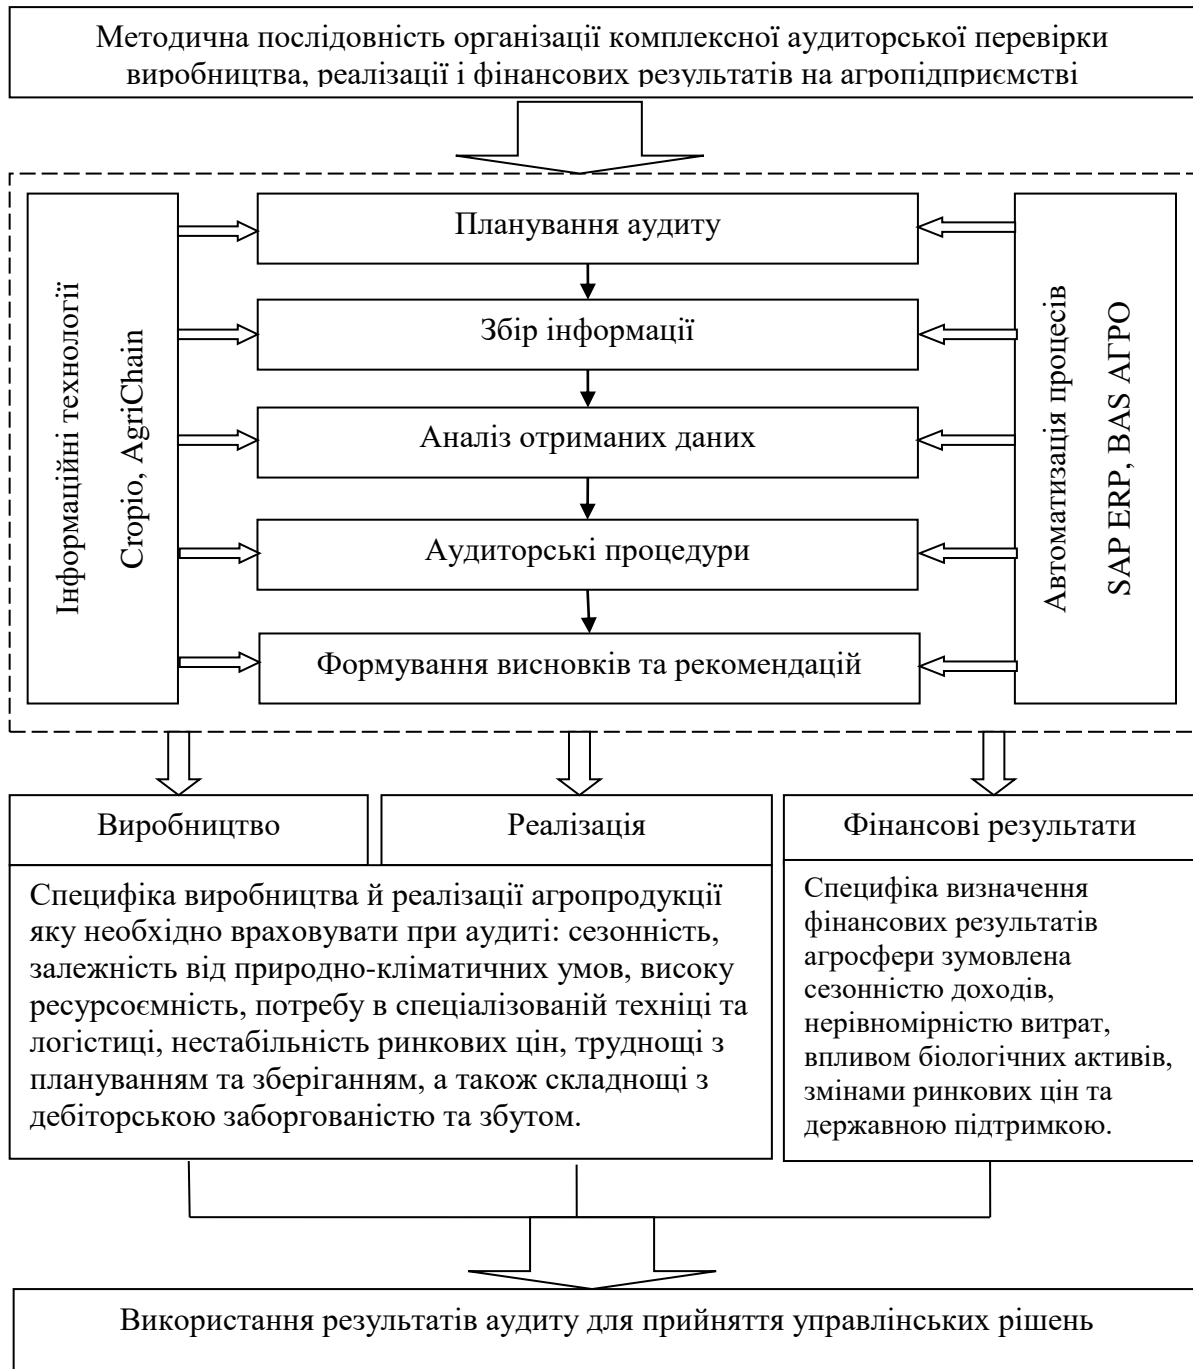 Методична послідовність організації комплексної аудиторської перевірки
виробництва, реалізації і фінансових результатів на агропідприємстві
Інформаційні технології
Cropio, AgriChain
Планування аудиту
Збір інформації
Аналіз отриманих даних
Аудиторські процедури
Формування висновків та рекомендацій
Автоматизація процесів
SAP ERP, BAS АГРО
Виробництво
Реалізація
Специфіка виробництва й реалізації агропродукції
яку необхідно враховувати при аудиті: сезонність,
залежність від природно-кліматичних умов, високу
ресурсоємність, потребу в спеціалізованій техніці та
логістиці, нестабільність ринкових цін, труднощі з
плануванням та зберіганням, а також складнощі з
дебіторською заборгованістю та збутом.
Фінансові результати
Специфіка визначення
фінансових результатів
агросфери зумовлена
сезонністю доходів,
нерівномірністю витрат,
впливом біологічних активів,
змінами ринкових цін та
державною підтримкою.
Використання результатів аудиту для прийняття управлінських рішень